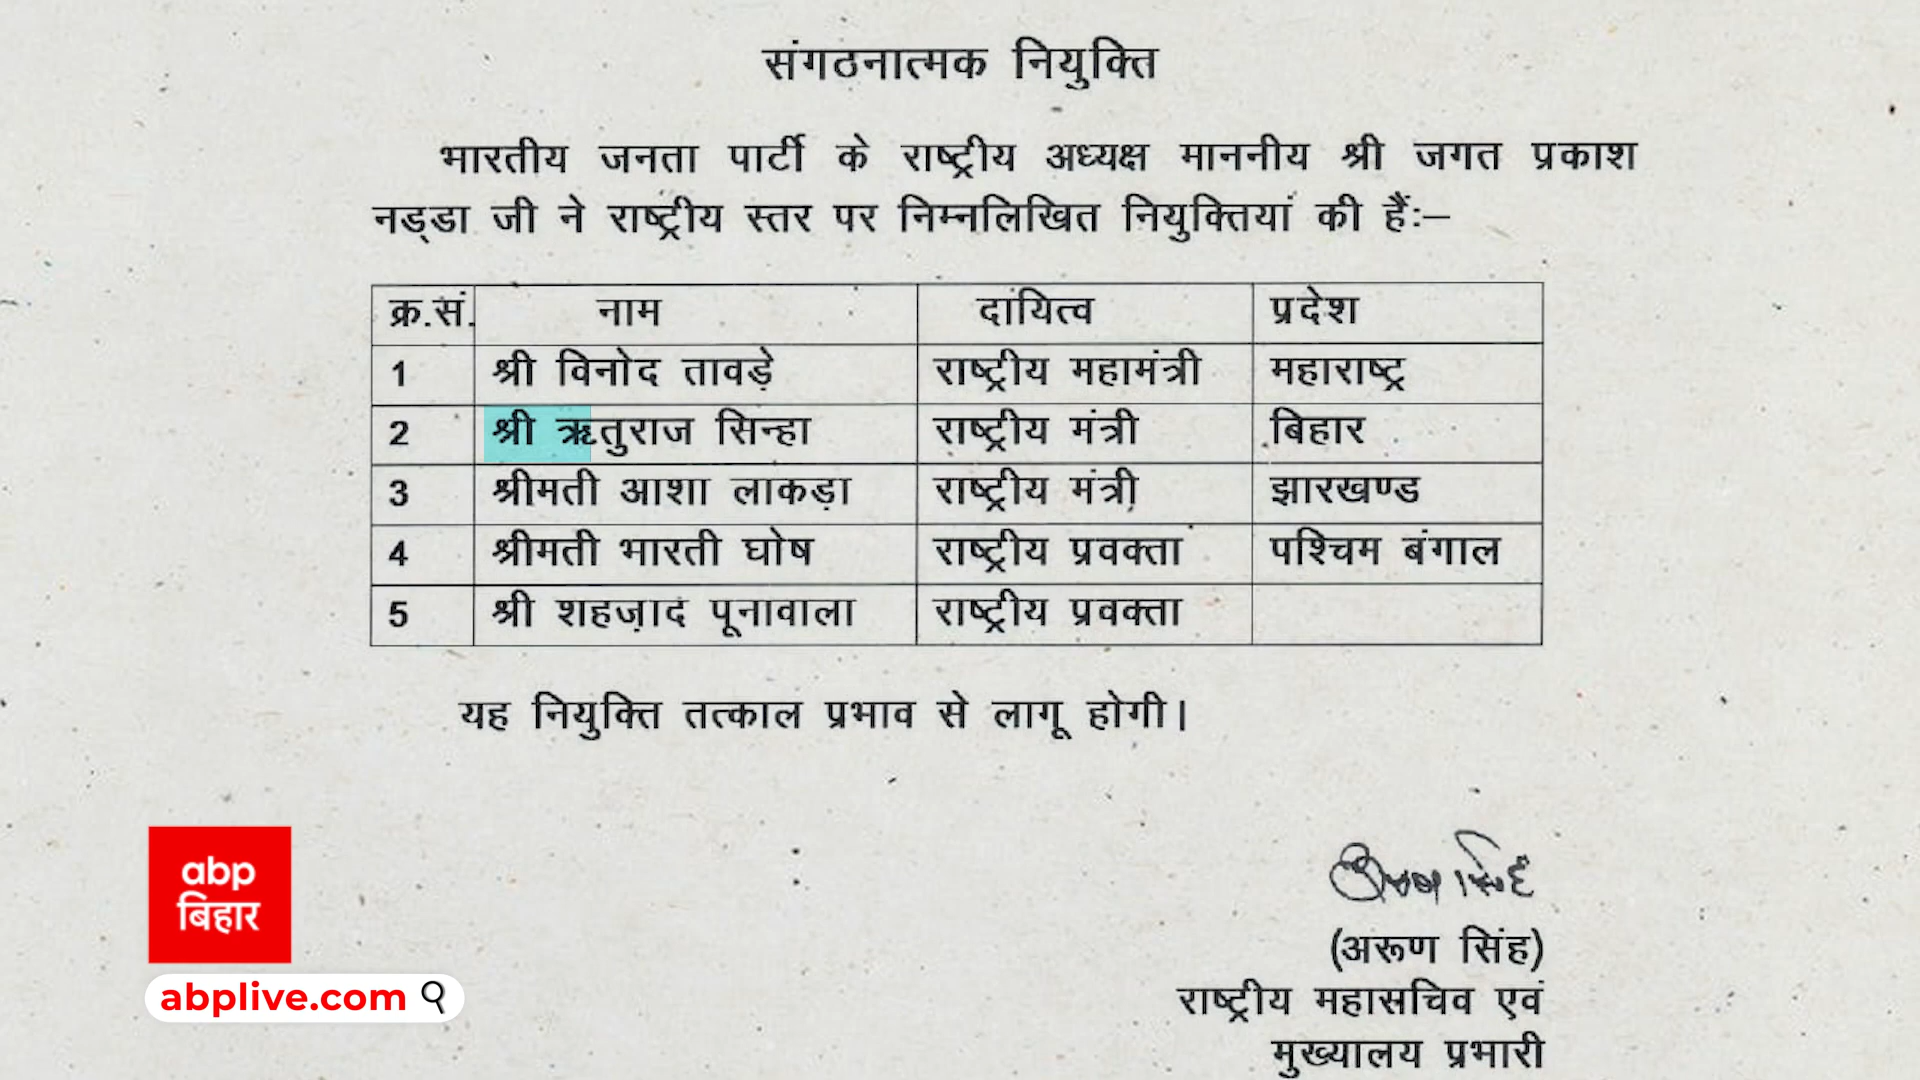 संगठनात्मक नियुक्ति
भारतीय जनता पार्टी के राष्ट्रीय अध्यक्ष माननीय श्री जगत प्रकाश
नड्डा जी ने राष्ट्रीय स्तर पर निम्नलिखित नियुक्तियां की हैंः–
क्र.सं. नाम दायित्व प्रदेश
1 श्री विनोद तावड़े राष्ट्रीय महामंत्री महाराष्ट्र
2 श्री ऋतुराज सिन्हा राष्ट्रीय मंत्री बिहार
3 श्रीमती आशा लाकड़ा राष्ट्रीय मंत्री झारखण्ड
4 श्रीमती भारती घोष राष्ट्रीय प्रवक्ता पश्चिम बंगाल
5 श्री शहज़ाद पूनावाला राष्ट्रीय प्रवक्ता
यह नियुक्ति तत्काल प्रभाव से लागू होगी।
अरूण सिंह
(अरूण सिंह)
राष्ट्रीय महासचिव एवं
मुख्यालय प्रभारी
abp
बिहार
abplive.com